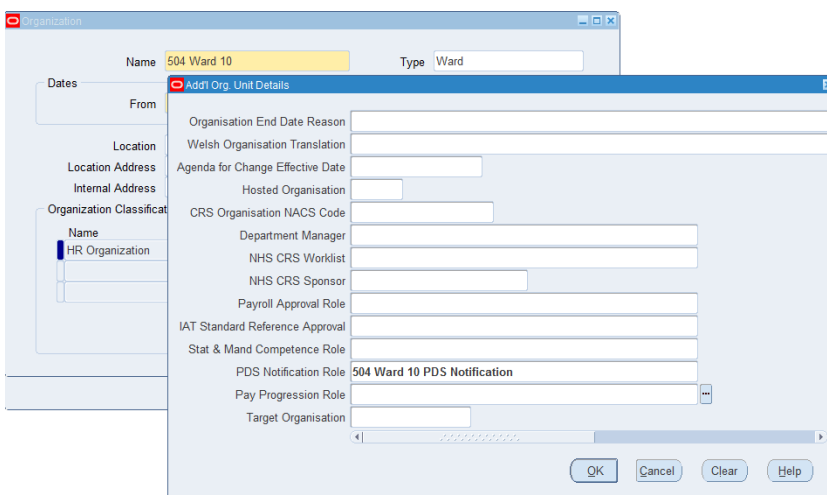 Organization
Name 504 Ward 10 Type Ward
Dates
From
Location
Location Address
Internal Address
Organization Classificat
Name
HR Organization
Add'l Org. Unit Details
Organisation End Date Reason
Welsh Organisation Translation
Agenda for Change Effective Date
Hosted Organisation
CRS Organisation NACS Code
Department Manager
NHS CRS Worklist
NHS CRS Sponsor
Payroll Approval Role
IAT Standard Reference Approval
Stat & Mand Competence Role
PDS Notification Role 504 Ward 10 PDS Notification
Pay Progression Role
Target Organisation
OK Cancel Clear Help